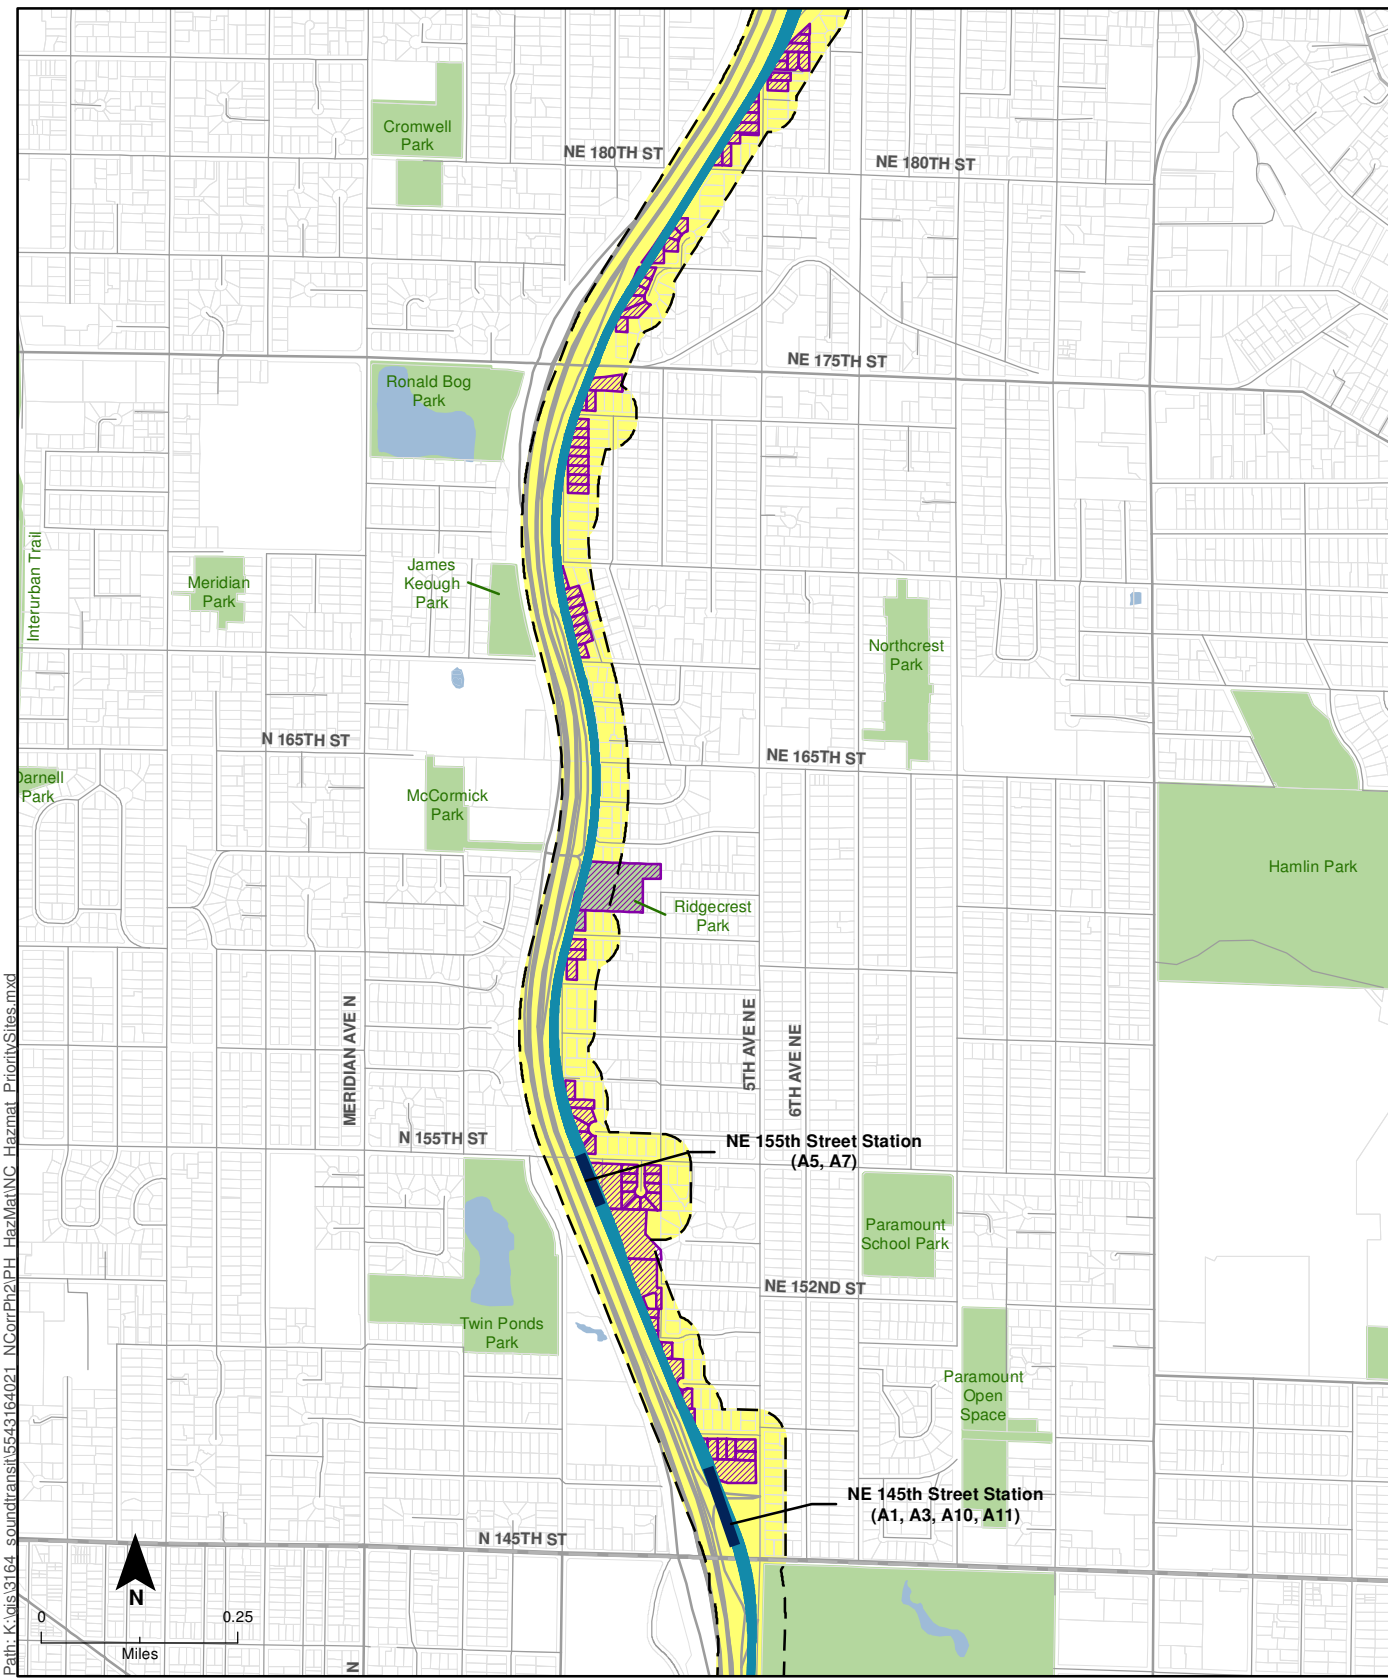 Cromwell
Park
NE 180TH ST
NE 180TH ST
NE 175TH ST
Ronald Bog
Park
Interurban Trail
Meridian
Park
James
Keough
Park
Northcrest
Park
N 165TH ST
NE 165TH ST
Darnell
Park
McCormick
Park
Hamlin Park
Ridgecrest
Park
MERIDIAN AVE N
5TH AVE NE
6TH AVE NE
N 155TH ST
NE 155th Street Station
(A5, A7)
Paramount
School Park
NE 152ND ST
Twin Ponds
Park
Paramount
Open
Space
NE 145th Street Station
(A1, A3, A10, A11)
N 145TH ST
N
0
0.25
Miles
N
Path: K:\gis\3164_soundtransit\55431640​21_NCorrPh2\PH_HazMat\NC_Hazmat_PrioritySites.mxd